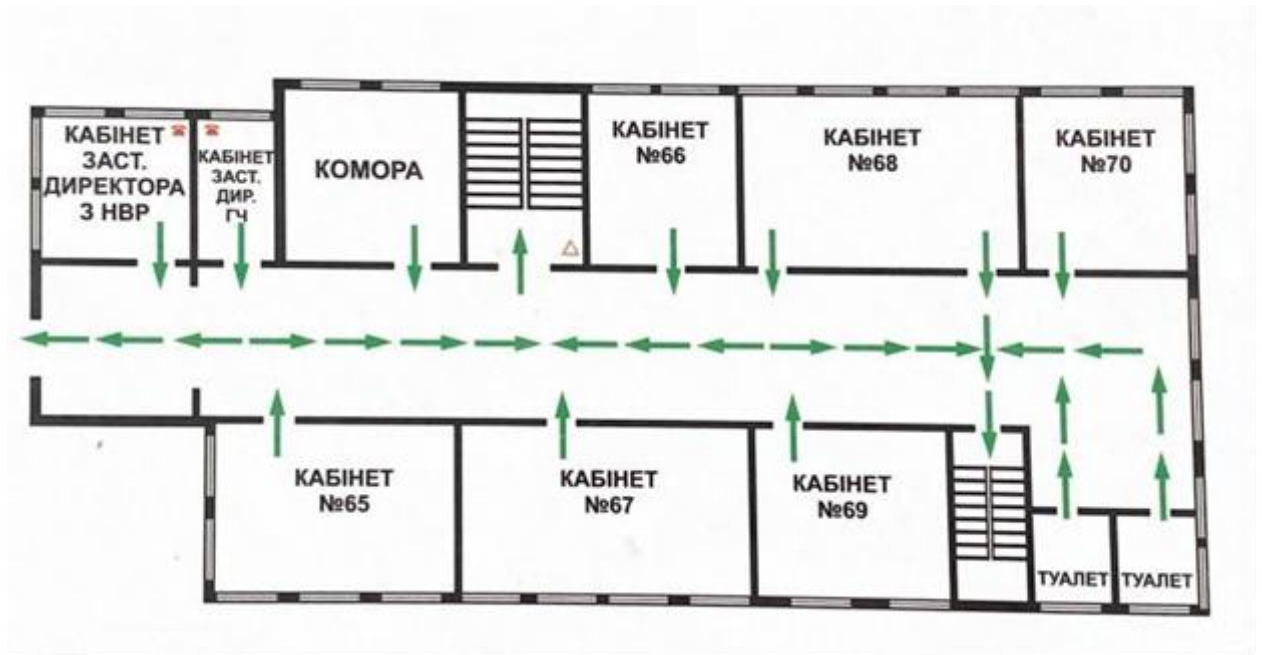 КАБІНЕТ
ЗАСТ.
ДИРЕКТОРА
З НВР
КАБІНЕТ
ЗАСТ.
ДИР.
ГЧ
КОМОРА
КАБІНЕТ
№66
КАБІНЕТ
№68
КАБІНЕТ
№70
КАБІНЕТ
№65
КАБІНЕТ
№67
КАБІНЕТ
№69
ТУАЛЕТ
ТУАЛЕТ